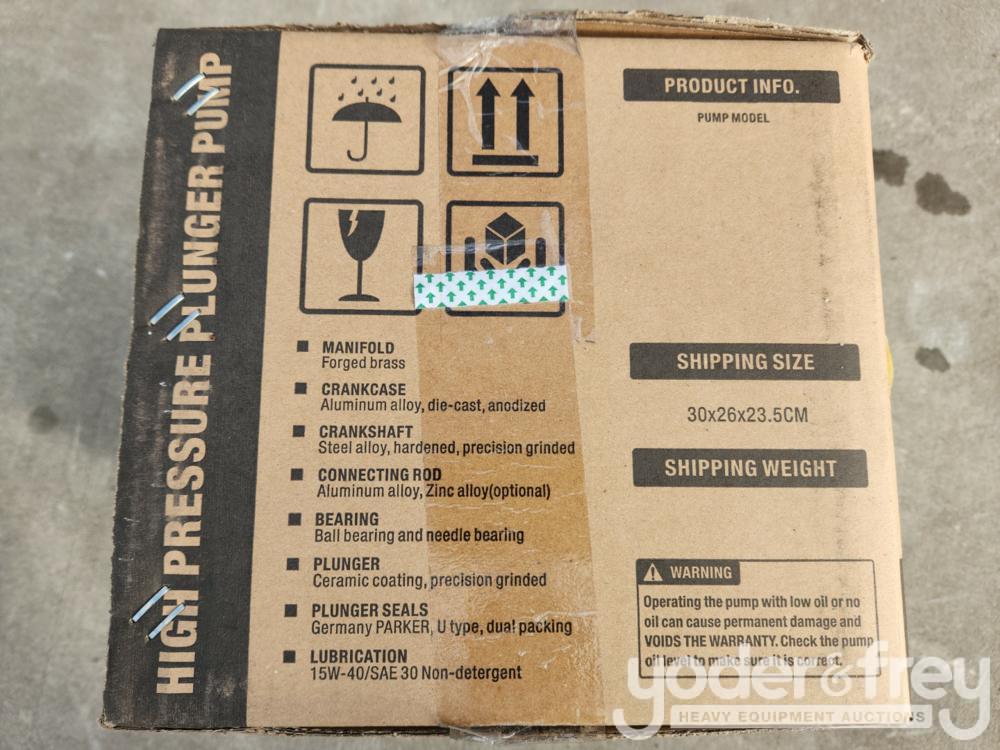 HIGH PRESSURE PLUNGER PUMP
MANIFOLD
Forged brass
CRANKCASE
Aluminum alloy, die-cast, anodized
CRANKSHAFT
Steel alloy, hardened, precision grinded
CONNECTING ROD
Aluminum alloy, Zinc alloy(optional)
BEARING
Ball bearing and needle bearing
PLUNGER
Ceramic coating, precision grinded
PLUNGER SEALS
Germany PARKER, U type, dual packing
LUBRICATION
15W-40/SAE 30 Non-detergent
PRODUCT INFO.
PUMP MODEL
SHIPPING SIZE
30x26x23.5CM
SHIPPING WEIGHT
WARNING
Operating the pump with low oil or no
oil can cause permanent damage and
VOIDS THE WARRANTY. Check the pump
oil level to make sure it is correct.
yoder&frey
HEAVY EQUIPMENT AUCTIONS